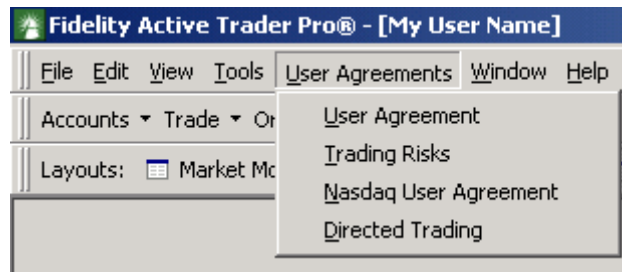 Fidelity Active Trader Pro® - [My User Name]
File Edit View Tools User Agreements Window Help
Accounts Trade
User Agreement
Trading Risks
Layouts:
Nasdaq User Agreement
Directed Trading